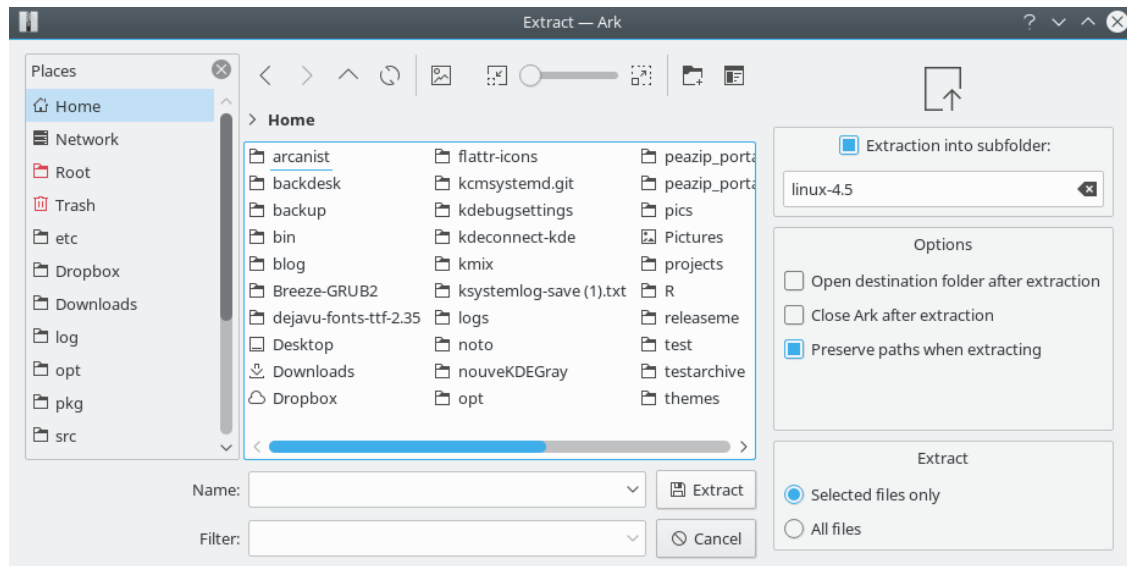 Extract — Ark
Places
Home
Network
Root
Trash
etc
Dropbox
Downloads
log
opt
pkg
src
Home
arcanist
backdesk
backup
bin
blog
Breeze-GRUB2
dejavu-fonts-ttf-2.35
Desktop
Downloads
Dropbox
flattr-icons
kcmsystemd.git
kdebugsettings
kdeconnect-kde
kmix
ksystemlog-save (1).txt
logs
noto
nouveKDEGray
opt
peazip_porta
peazip_porta
pics
Pictures
projects
R
releaseme
test
testarchive
themes
Name:
Extract
Filter:
Cancel
Extraction into subfolder:
linux-4.5
Options
Open destination folder after extraction
Close Ark after extraction
Preserve paths when extracting
Extract
Selected files only
All files